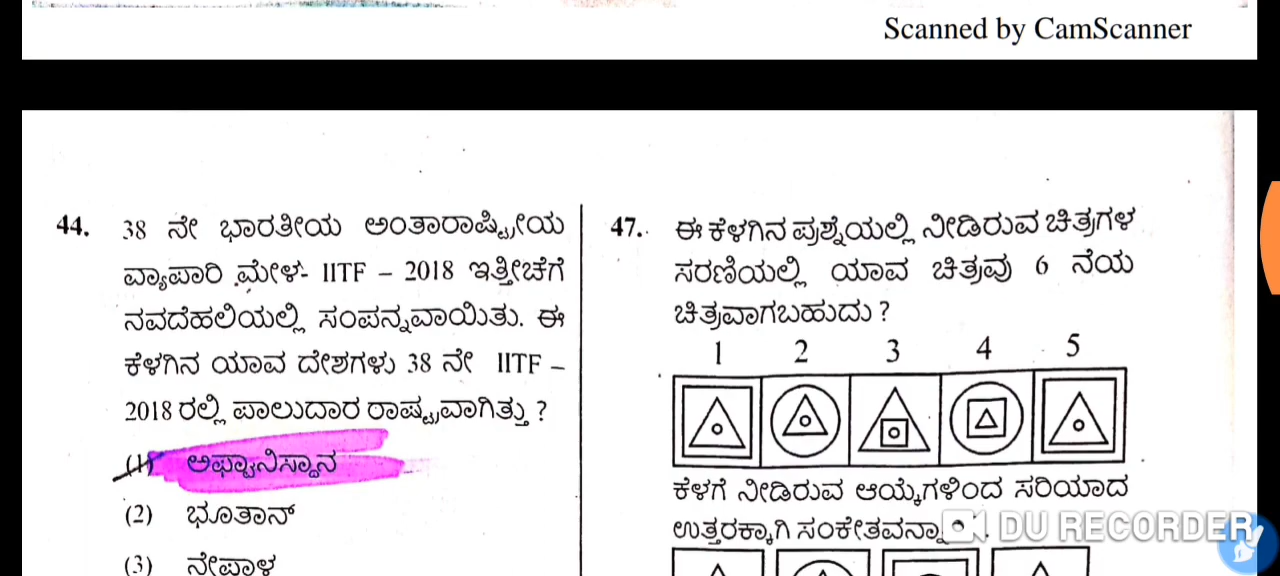 Scanned by CamScanner
44. 38 ನೇ ಭಾರತೀಯ ಅಂತಾರಾಷ್ಟ್ರೀಯ
ವ್ಯಾಪಾರಿ ಮೇಳ- IITF – 2018 ಇತ್ತೀಚೆಗೆ
ನವದೆಹಲಿಯಲ್ಲಿ ಸಂಪನ್ನವಾಯಿತು. ಈ
ಕೆಳಗಿನ ಯಾವ ದೇಶಗಳು 38 ನೇ IITF –
2018 ರಲ್ಲಿ ಪಾಲುದಾರ ರಾಷ್ಟ್ರವಾಗಿತ್ತು ?
(1) ಅಫ್ಘಾನಿಸ್ಥಾನ
(2) ಭೂತಾನ್
(3) ನೇಪಾಳ
47. ಈ ಕೆಳಗಿನ ಪ್ರಶ್ನೆಯಲ್ಲಿ ನೀಡಿರುವ ಚಿತ್ರಗಳ
ಸರಣಿಯಲ್ಲಿ ಯಾವ ಚಿತ್ರವು 6 ನೆಯ
ಚಿತ್ರವಾಗಬಹುದು ?
1 2 3 4 5
ಕೆಳಗೆ ನೀಡಿರುವ ಆಯ್ಕೆಗಳಿಂದ ಸರಿಯಾದ
ಉತ್ತರಕ್ಕಾಗಿ
DU RECORDER